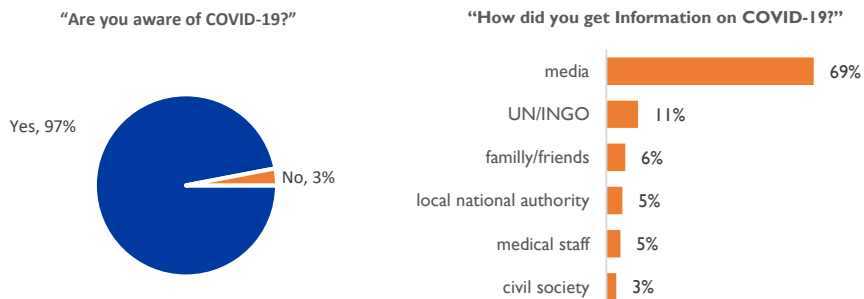 “Are you aware of COVID-19?”
Yes, 97%
No, 3%
“How did you get Information on COVID-19?”
media 69%
UN/INGO 11%
familly/friends 6%
local national authority 5%
medical staff 5%
civil society 3%